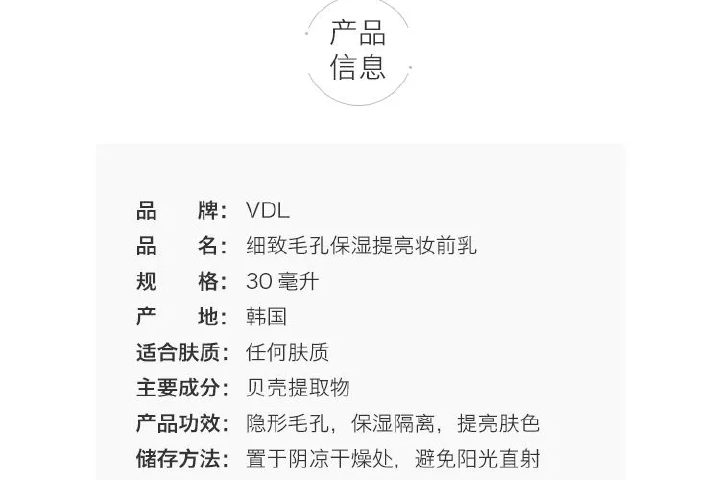 产品
信息
品 牌：VDL
品 名：细致毛孔保湿提亮妆前乳
规 格：30 毫升
产 地：韩国
适合肤质：任何肤质
主要成分：贝壳提取物
产品功效：隐形毛孔，保湿隔离，提亮肤色
储存方法：置于阴凉干燥处，避免阳光直射